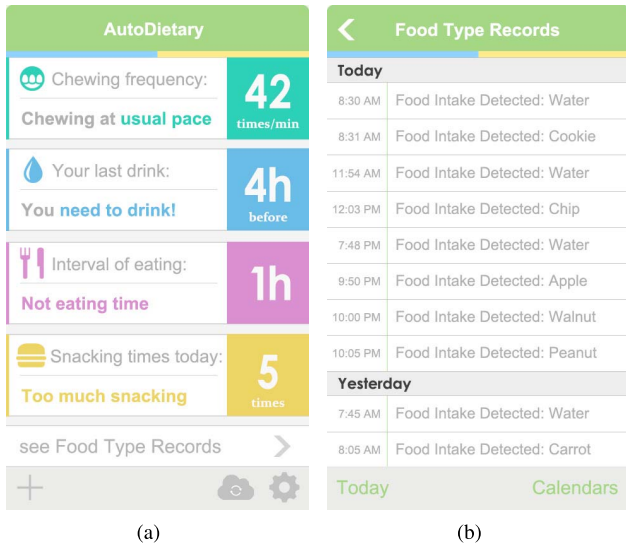 AutoDietary
Chewing frequency:
Chewing at usual pace
42
times/min
Your last drink:
You need to drink!
4h
before
Interval of eating:
Not eating time
1h
Snacking times today:
Too much snacking
5
times
see Food Type Records
(a)
Food Type Records
Today
8:30 AM Food Intake Detected: Water
8:31 AM Food Intake Detected: Cookie
11:54 AM Food Intake Detected: Water
12:03 PM Food Intake Detected: Chip
7:48 PM Food Intake Detected: Water
9:50 PM Food Intake Detected: Apple
10:00 PM Food Intake Detected: Walnut
10:05 PM Food Intake Detected: Peanut
Yesterday
7:45 AM Food Intake Detected: Water
8:05 AM Food Intake Detected: Carrot
Today Calendars
(b)